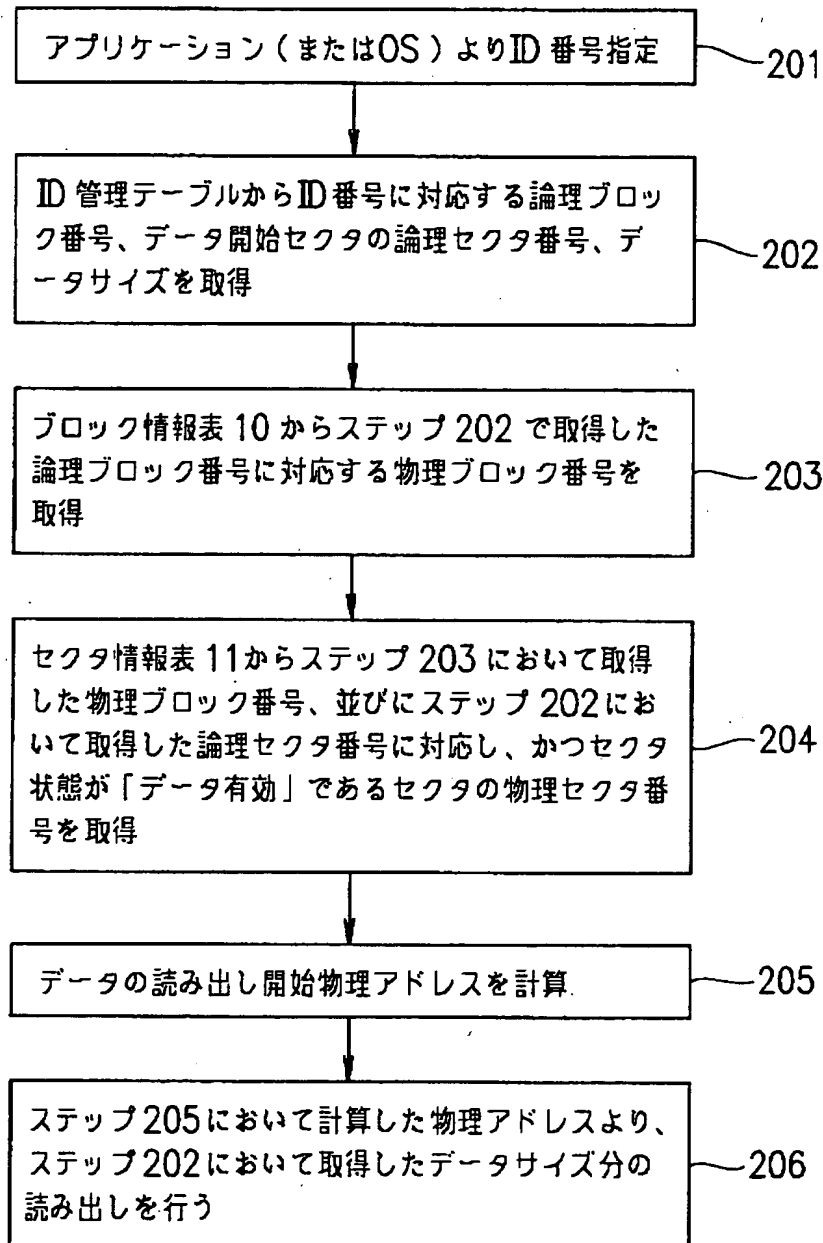 アプリケーション(またはOS)よりID番号指定
201
ID管理テーブルからID番号に対応する論理ブロッ
ク番号、データ開始セクタの論理セクタ番号、デ
ータサイズを取得
202
ブロック情報表10からステップ202で取得した
論理ブロック番号に対応する物理ブロック番号を
取得
203
セクタ情報表11からステップ203において取得
した物理ブロック番号、並びにステップ202にお
いて取得した論理セクタ番号に対応し、かつセクタ
状態が「データ有効」であるセクタの物理セクタ番
号を取得
204
データの読み出し開始物理アドレスを計算
205
ステップ205において計算した物理アドレスより、
ステップ202において取得したデータサイズ分の
読み出しを行う
206